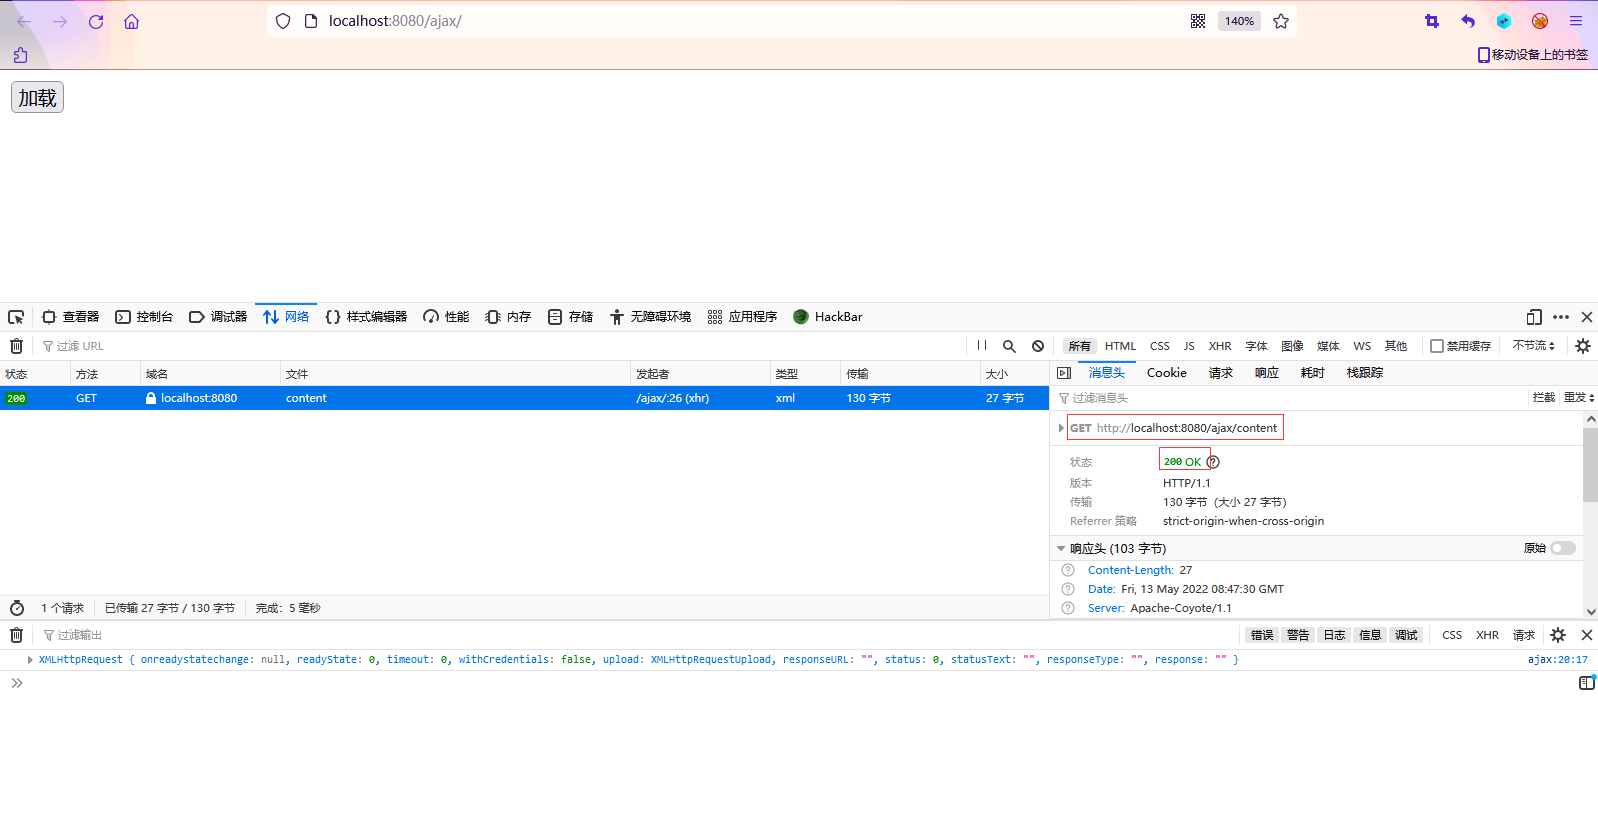 localhost:8080/ajax/
140%
移动设备上的书签
加载
查看器 控制台 调试器 网络 {} 样式编辑器 性能 内存 存储 无障碍环境 应用程序 HackBar
过滤 URL
所有 HTML CSS JS XHR 字体 图像 媒体 WS 其他 禁用缓存 不节流
状态 方法 域名 文件 发起者 类型 传输 大小
200 GET localhost:8080 content /ajax/:26 (xhr) xml 130 字节 27 字节
消息头 Cookie 请求 响应 耗时 栈跟踪
过滤消息头 拦截 重发
GET http://localhost:8080/ajax/content
状态 200 OK
版本 HTTP/1.1
传输 130 字节（大小 27 字节）
Referrer 策略 strict-origin-when-cross-origin
响应头 (103 字节) 原始
Content-Length: 27
Date: Fri, 13 May 2022 08:47:30 GMT
Server: Apache-Coyote/1.1
1 个请求 已传输 27 字节 / 130 字节 完成：5 毫秒
过滤输出 错误 警告 日志 信息 调试 CSS XHR 请求
XMLHttpRequest { onreadystatechange: null, readyState: 0, timeout: 0, withCredentials: false, upload: XMLHttpRequestUpload, responseURL: "", status: 0, statusText: "", responseType: "", response: "" } ajax:20:17